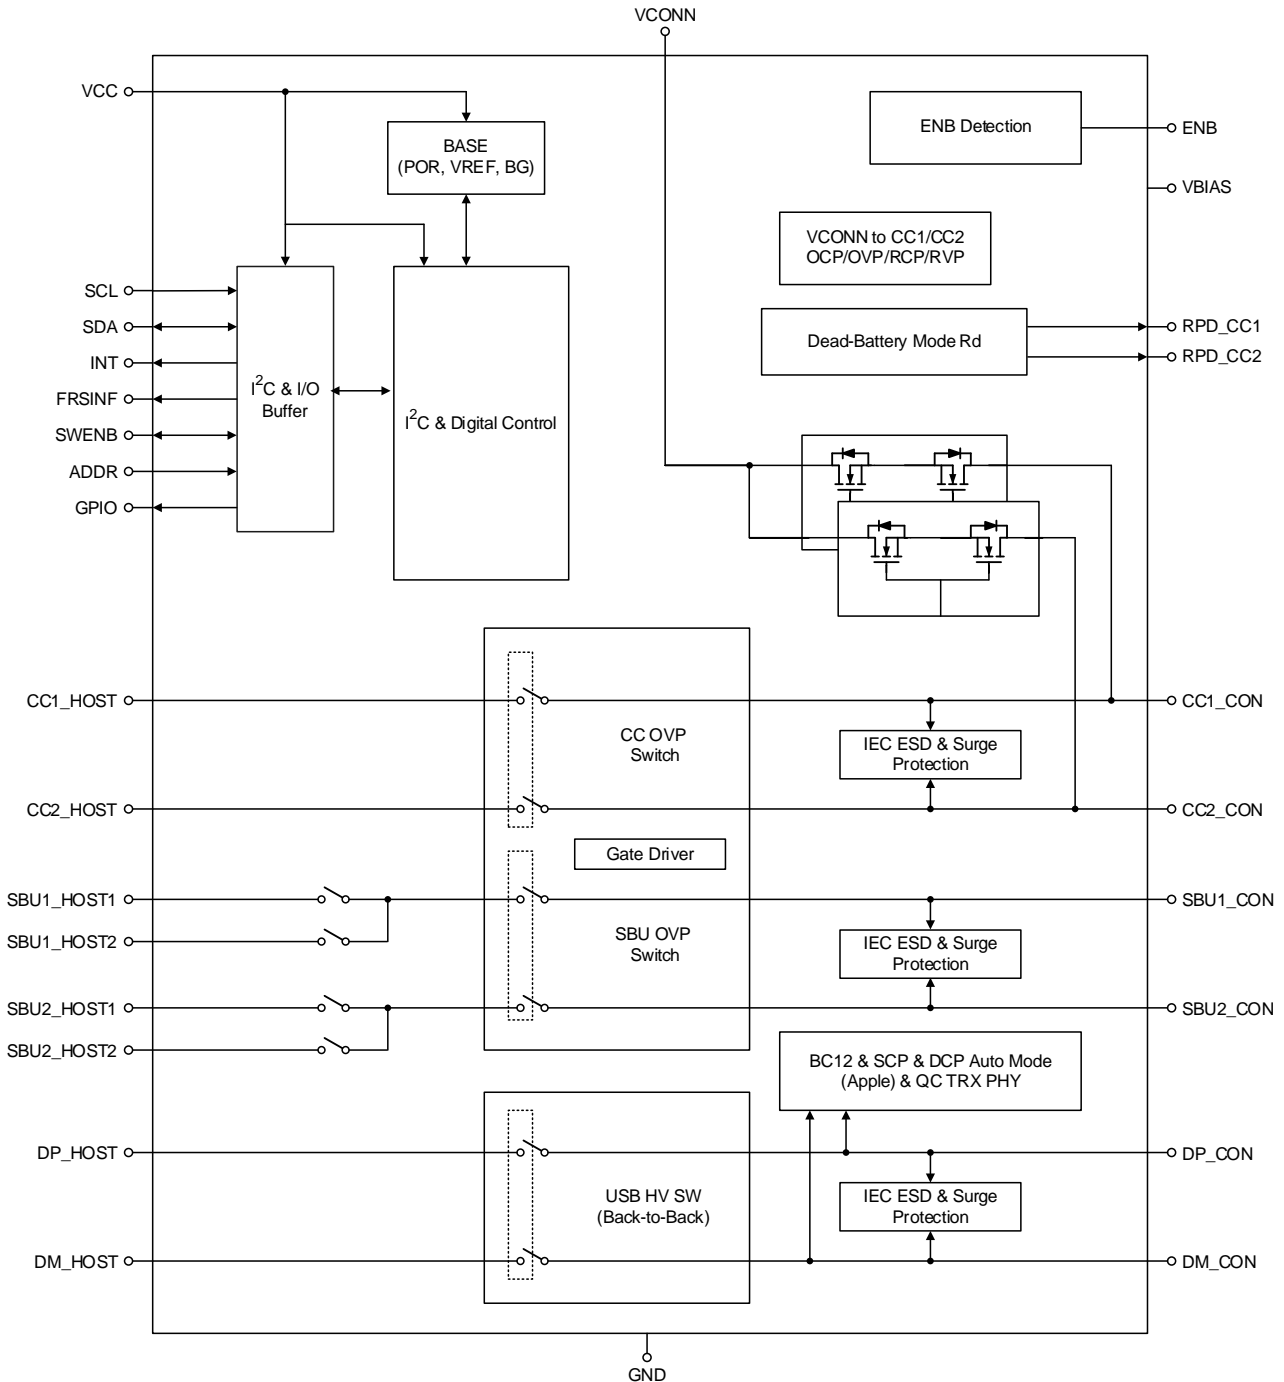 VCONN
VCC
BASE
(POR, VREF, BG)
ENB Detection
ENB
VBIAS
VCONN to CC1/CC2
OCP/OVP/RCP/RVP
SCL
SDA
INT
FRSINF
SWENB
ADDR
GPIO
I²C & I/O
Buffer
I²C & Digital Control
Dead-Battery Mode Rd
RPD_CC1
RPD_CC2
CC1_HOST
CC OVP
Switch
IEC ESD & Surge
Protection
CC1_CON
CC2_HOST
CC2_CON
Gate Driver
SBU1_HOST1
SBU1_HOST2
SBU OVP
Switch
IEC ESD & Surge
Protection
SBU1_CON
SBU2_HOST1
SBU2_HOST2
SBU2_CON
BC12 & SCP & DCP Auto Mode
(Apple) & QC TRX PHY
DP_HOST
USB HV SW
(Back-to-Back)
IEC ESD & Surge
Protection
DP_CON
DM_HOST
DM_CON
GND